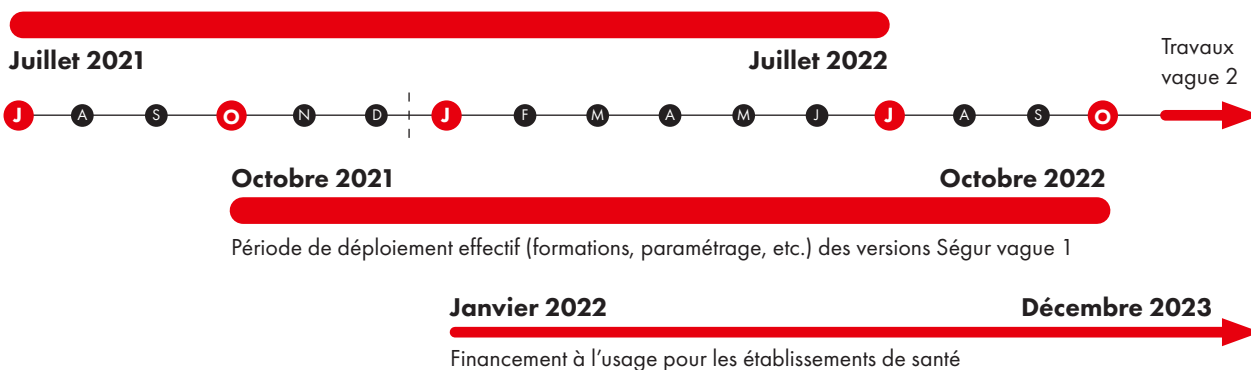 Juillet 2021 Juillet 2022
Travaux
vague 2
J A S O N D J F M A M J J A S O
Octobre 2021 Octobre 2022
Période de déploiement effectif (formations, paramétrage, etc.) des versions Ségur vague 1
Janvier 2022 Décembre 2023
Financement à l’usage pour les établissements de santé